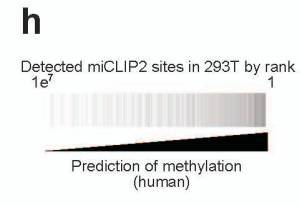 h
Detected miCLIP2 sites in 293T by rank
1e⁷ 1
Prediction of methylation
(human)